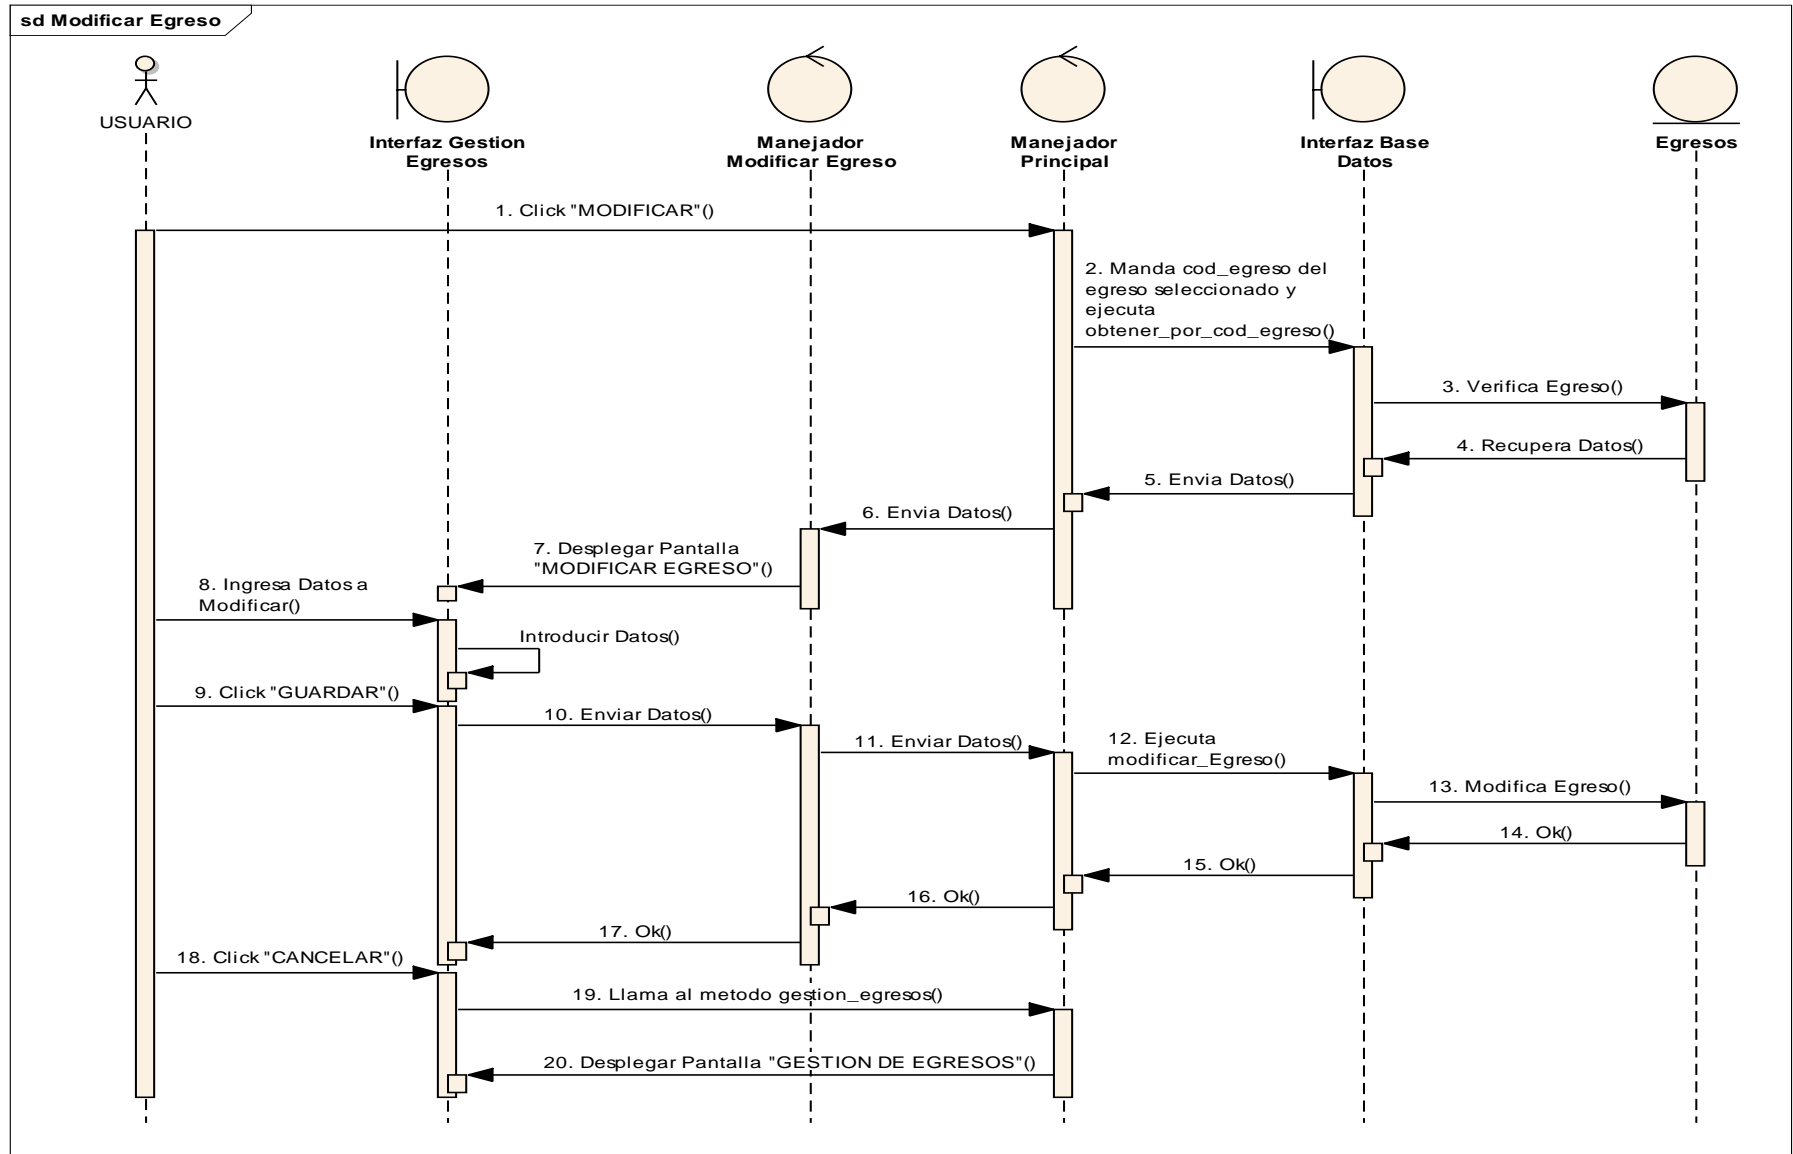 sd Modificar Egreso
USUARIO
Interfaz Gestion
Egresos
Manejador
Modificar Egreso
Manejador
Principal
Interfaz Base
Datos
Egresos
1. Click "MODIFICAR"()
2. Manda cod_egreso del
egreso seleccionado y
ejecuta
obtener_por_cod_egreso()
3. Verifica Egreso()
4. Recupera Datos()
5. Envia Datos()
6. Envia Datos()
7. Desplegar Pantalla
"MODIFICAR EGRESO"()
8. Ingresa Datos a
Modificar()
Introducir Datos()
9. Click "GUARDAR"()
10. Enviar Datos()
11. Enviar Datos()
12. Ejecuta
modificar_Egreso()
13. Modifica Egreso()
14. Ok()
15. Ok()
16. Ok()
17. Ok()
18. Click "CANCELAR"()
19. Llama al metodo gestion_egresos()
20. Desplegar Pantalla "GESTION DE EGRESOS"()